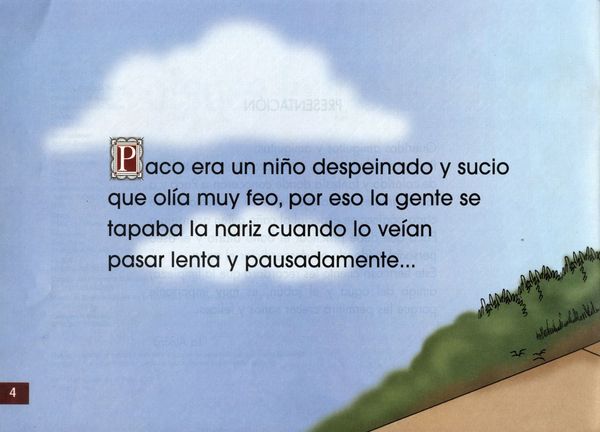 Paco era un niño despeinado y sucio
que olía muy feo, por eso la gente se
tapaba la nariz cuando lo veían
pasar lenta y pausadamente...
4